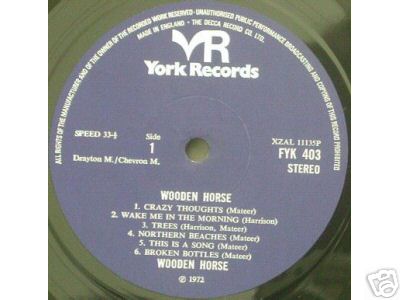 ALL RIGHTS OF THE MANUFACTURER AND OF THE OWNER OF THE RECORDED WORK RESERVED · UNAUTHORISED PUBLIC PERFORMANCE BROADCASTING AND COPYING OF THIS RECORD PROHIBITED
MADE IN ENGLAND · THE DECCA RECORD CO. LTD.
YR
York Records
SPEED 33⅓
Side
1
Drayton M./Chevron M.
XZAL 11135P
FYK 403
STEREO
WOODEN HORSE
1. CRAZY THOUGHTS (Mateer)
2. WAKE ME IN THE MORNING (Harrison)
3. TREES (Harrison, Mateer)
4. NORTHERN BEACHES (Mateer)
5. THIS IS A SONG (Mateer)
6. BROKEN BOTTLES (Mateer)
WOODEN HORSE
℗ 1972